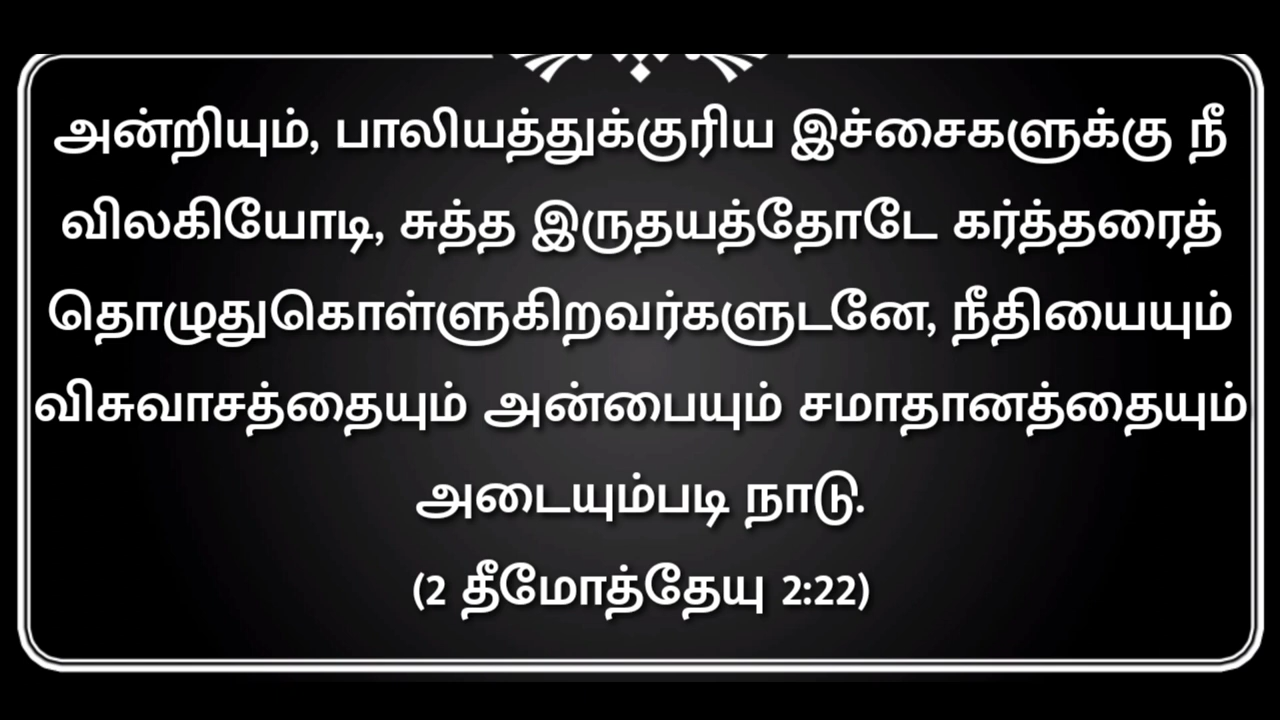 அன்றியும், பாலியத்துக்குரிய இச்சைகளுக்கு நீ
விலகியோடி, சுத்த இருதயத்தோடே கர்த்தரைத்
தொழுதுகொள்ளுகிறவர்களுடனே, நீதியையும்
விசுவாசத்தையும் அன்பையும் சமாதானத்தையும்
அடையும்படி நாடு.
(2 தீமோத்தேயு 2:22)